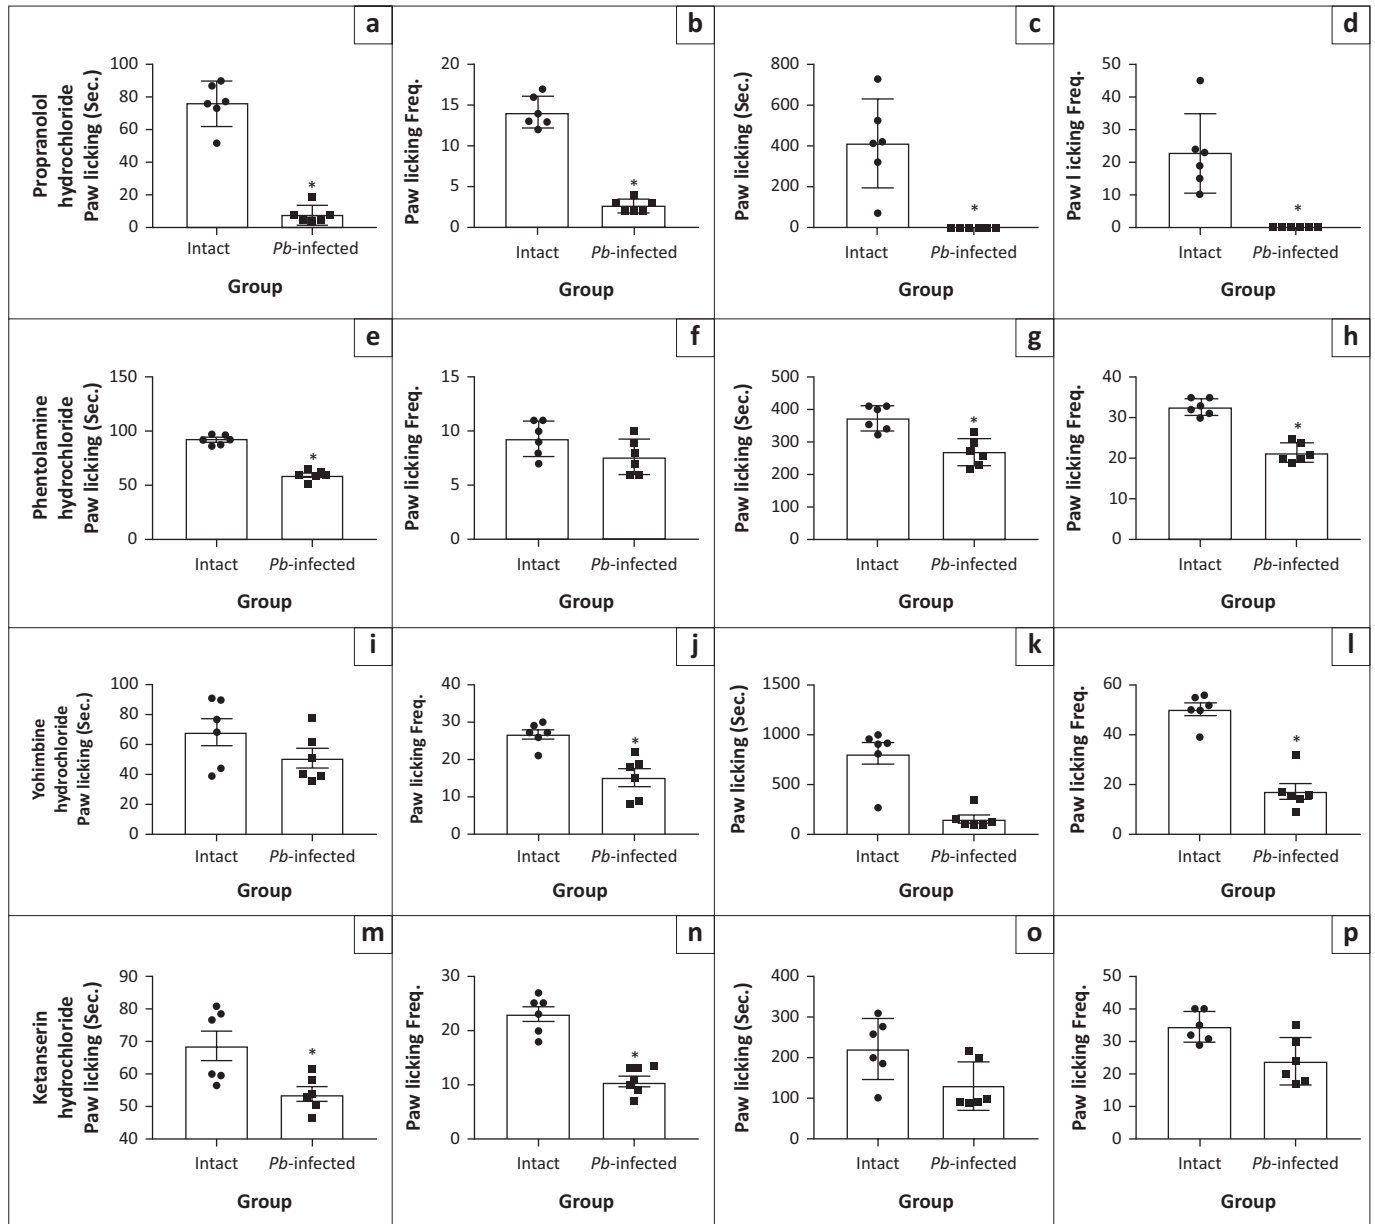 a
Propranolol
hydrochloride
Paw licking (Sec.)
100
80
60
40
20
0
*
Intact
Pb-infected
Group
b
Paw licking Freq.
20
15
10
5
0
*
Intact
Pb-infected
Group
c
Paw licking (Sec.)
800
600
400
200
0
*
Intact
Pb-infected
Group
d
Paw l icking Freq.
50
40
30
20
10
0
*
Intact
Pb-infected
Group
e
Phentolamine
hydrochloride
Paw licking (Sec.)
150
100
50
0
*
Intact
Pb-infected
Group
f
Paw licking Freq.
15
10
5
0
Intact
Pb-infected
Group
g
Paw licking (Sec.)
500
400
300
200
100
0
*
Intact
Pb-infected
Group
h
Paw licking Freq.
40
30
20
10
0
*
Intact
Pb-infected
Group
i
Yohimbine
hydrochloride
Paw licking (Sec.)
100
80
60
40
20
0
Intact
Pb-infected
Group
j
Paw licking Freq.
40
30
20
10
0
*
Intact
Pb-infected
Group
k
Paw licking (Sec.)
1500
1000
500
0
Intact
Pb-infected
Group
l
Paw licking Freq.
60
40
20
0
*
Intact
Pb-infected
Group
m
Ketanserin
hydrochloride
Paw licking (Sec.)
90
80
70
60
50
40
*
Intact
Pb-infected
Group
n
Paw licking Freq.
30
20
10
0
*
Intact
Pb-infected
Group
o
Paw licking (Sec.)
400
300
200
100
0
Intact
Pb-infected
Group
p
Paw licking Freq.
50
40
30
20
10
0
Intact
Pb-infected
Group